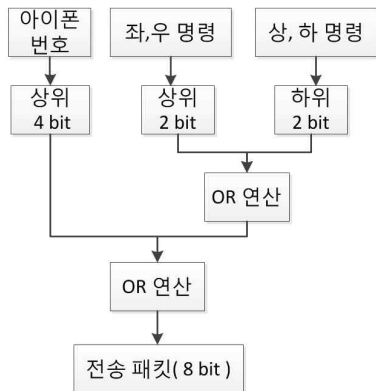 아이폰
번호
좌,우 명령
상, 하 명령
상위
4 bit
상위
2 bit
하위
2 bit
OR 연산
OR 연산
전송 패킷( 8 bit )